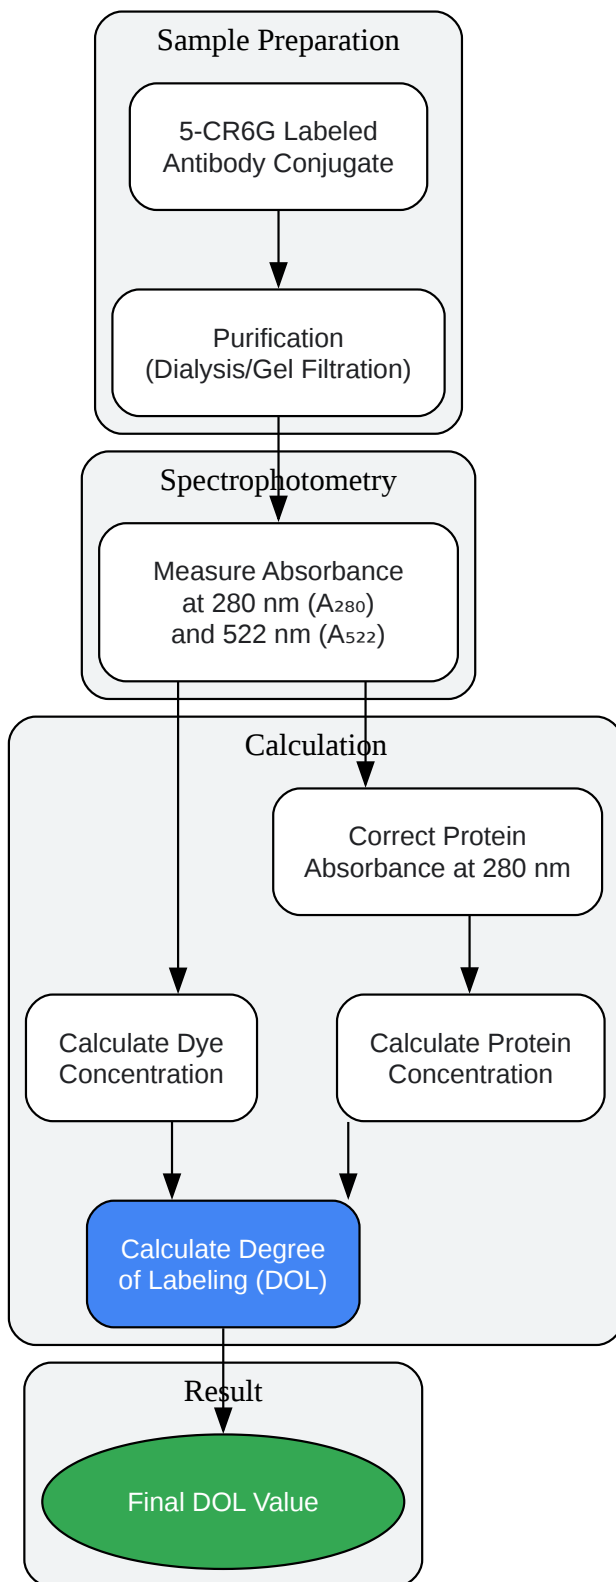 Sample Preparation
5-CR6G Labeled
Antibody Conjugate
Purification
(Dialysis/Gel Filtration)
Spectrophotometry
Measure Absorbance
at 280 nm (A₂₈₀)
and 522 nm (A₅₂₂)
Calculation
Correct Protein
Absorbance at 280 nm
Calculate Dye
Concentration
Calculate Protein
Concentration
Calculate Degree
of Labeling (DOL)
Result
Final DOL Value